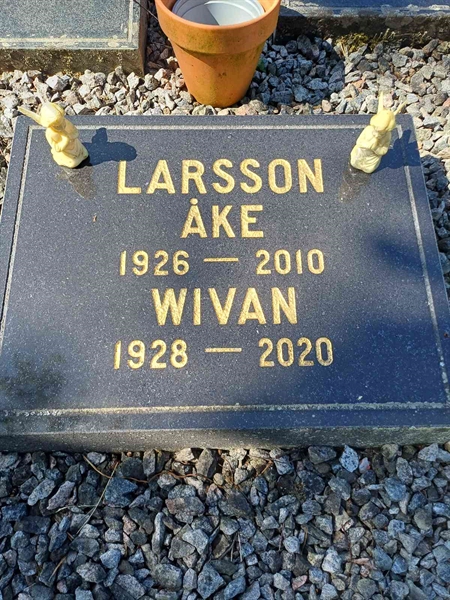 LARSSON
ÅKE
1926 — 2010
WIVAN
1928 — 2020